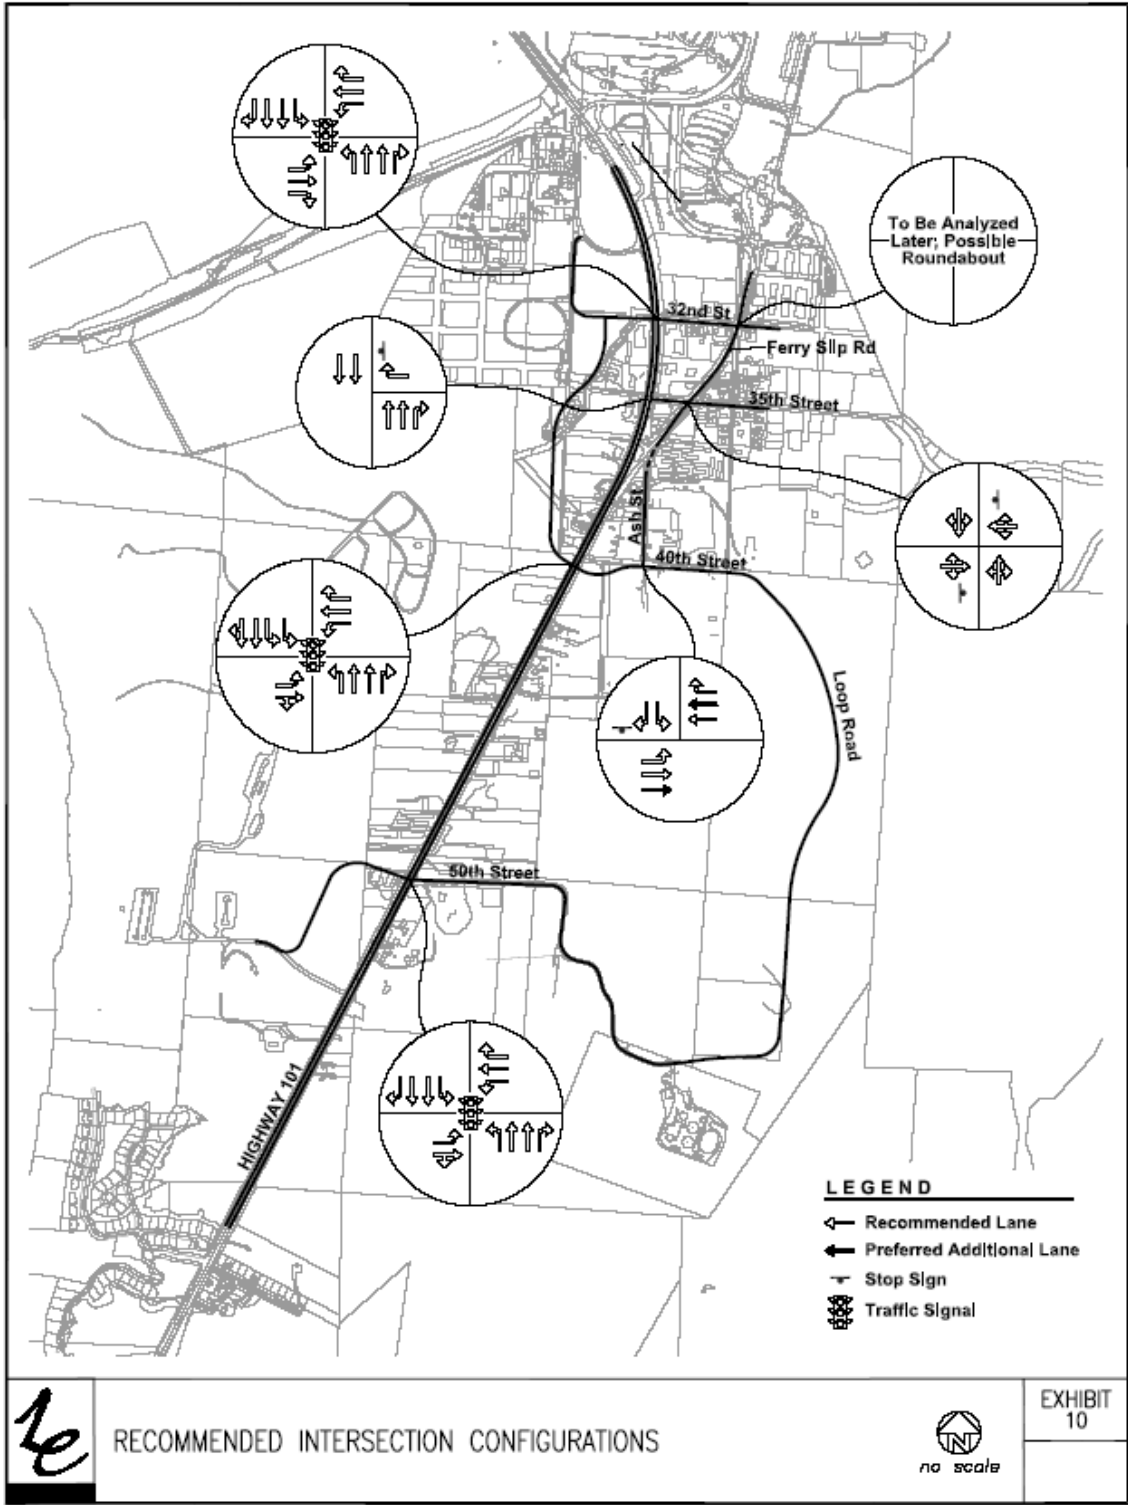 To Be Analyzed
Later; Possible
Roundabout
32nd St
Ferry Slip Rd
35th Street
Ash St
40th Street
Loop Road
50th Street
HIGHWAY 101
LEGEND
Recommended Lane
Preferred Additional Lane
Stop Sign
Traffic Signal
RECOMMENDED INTERSECTION CONFIGURATIONS
N
no scale
EXHIBIT
10